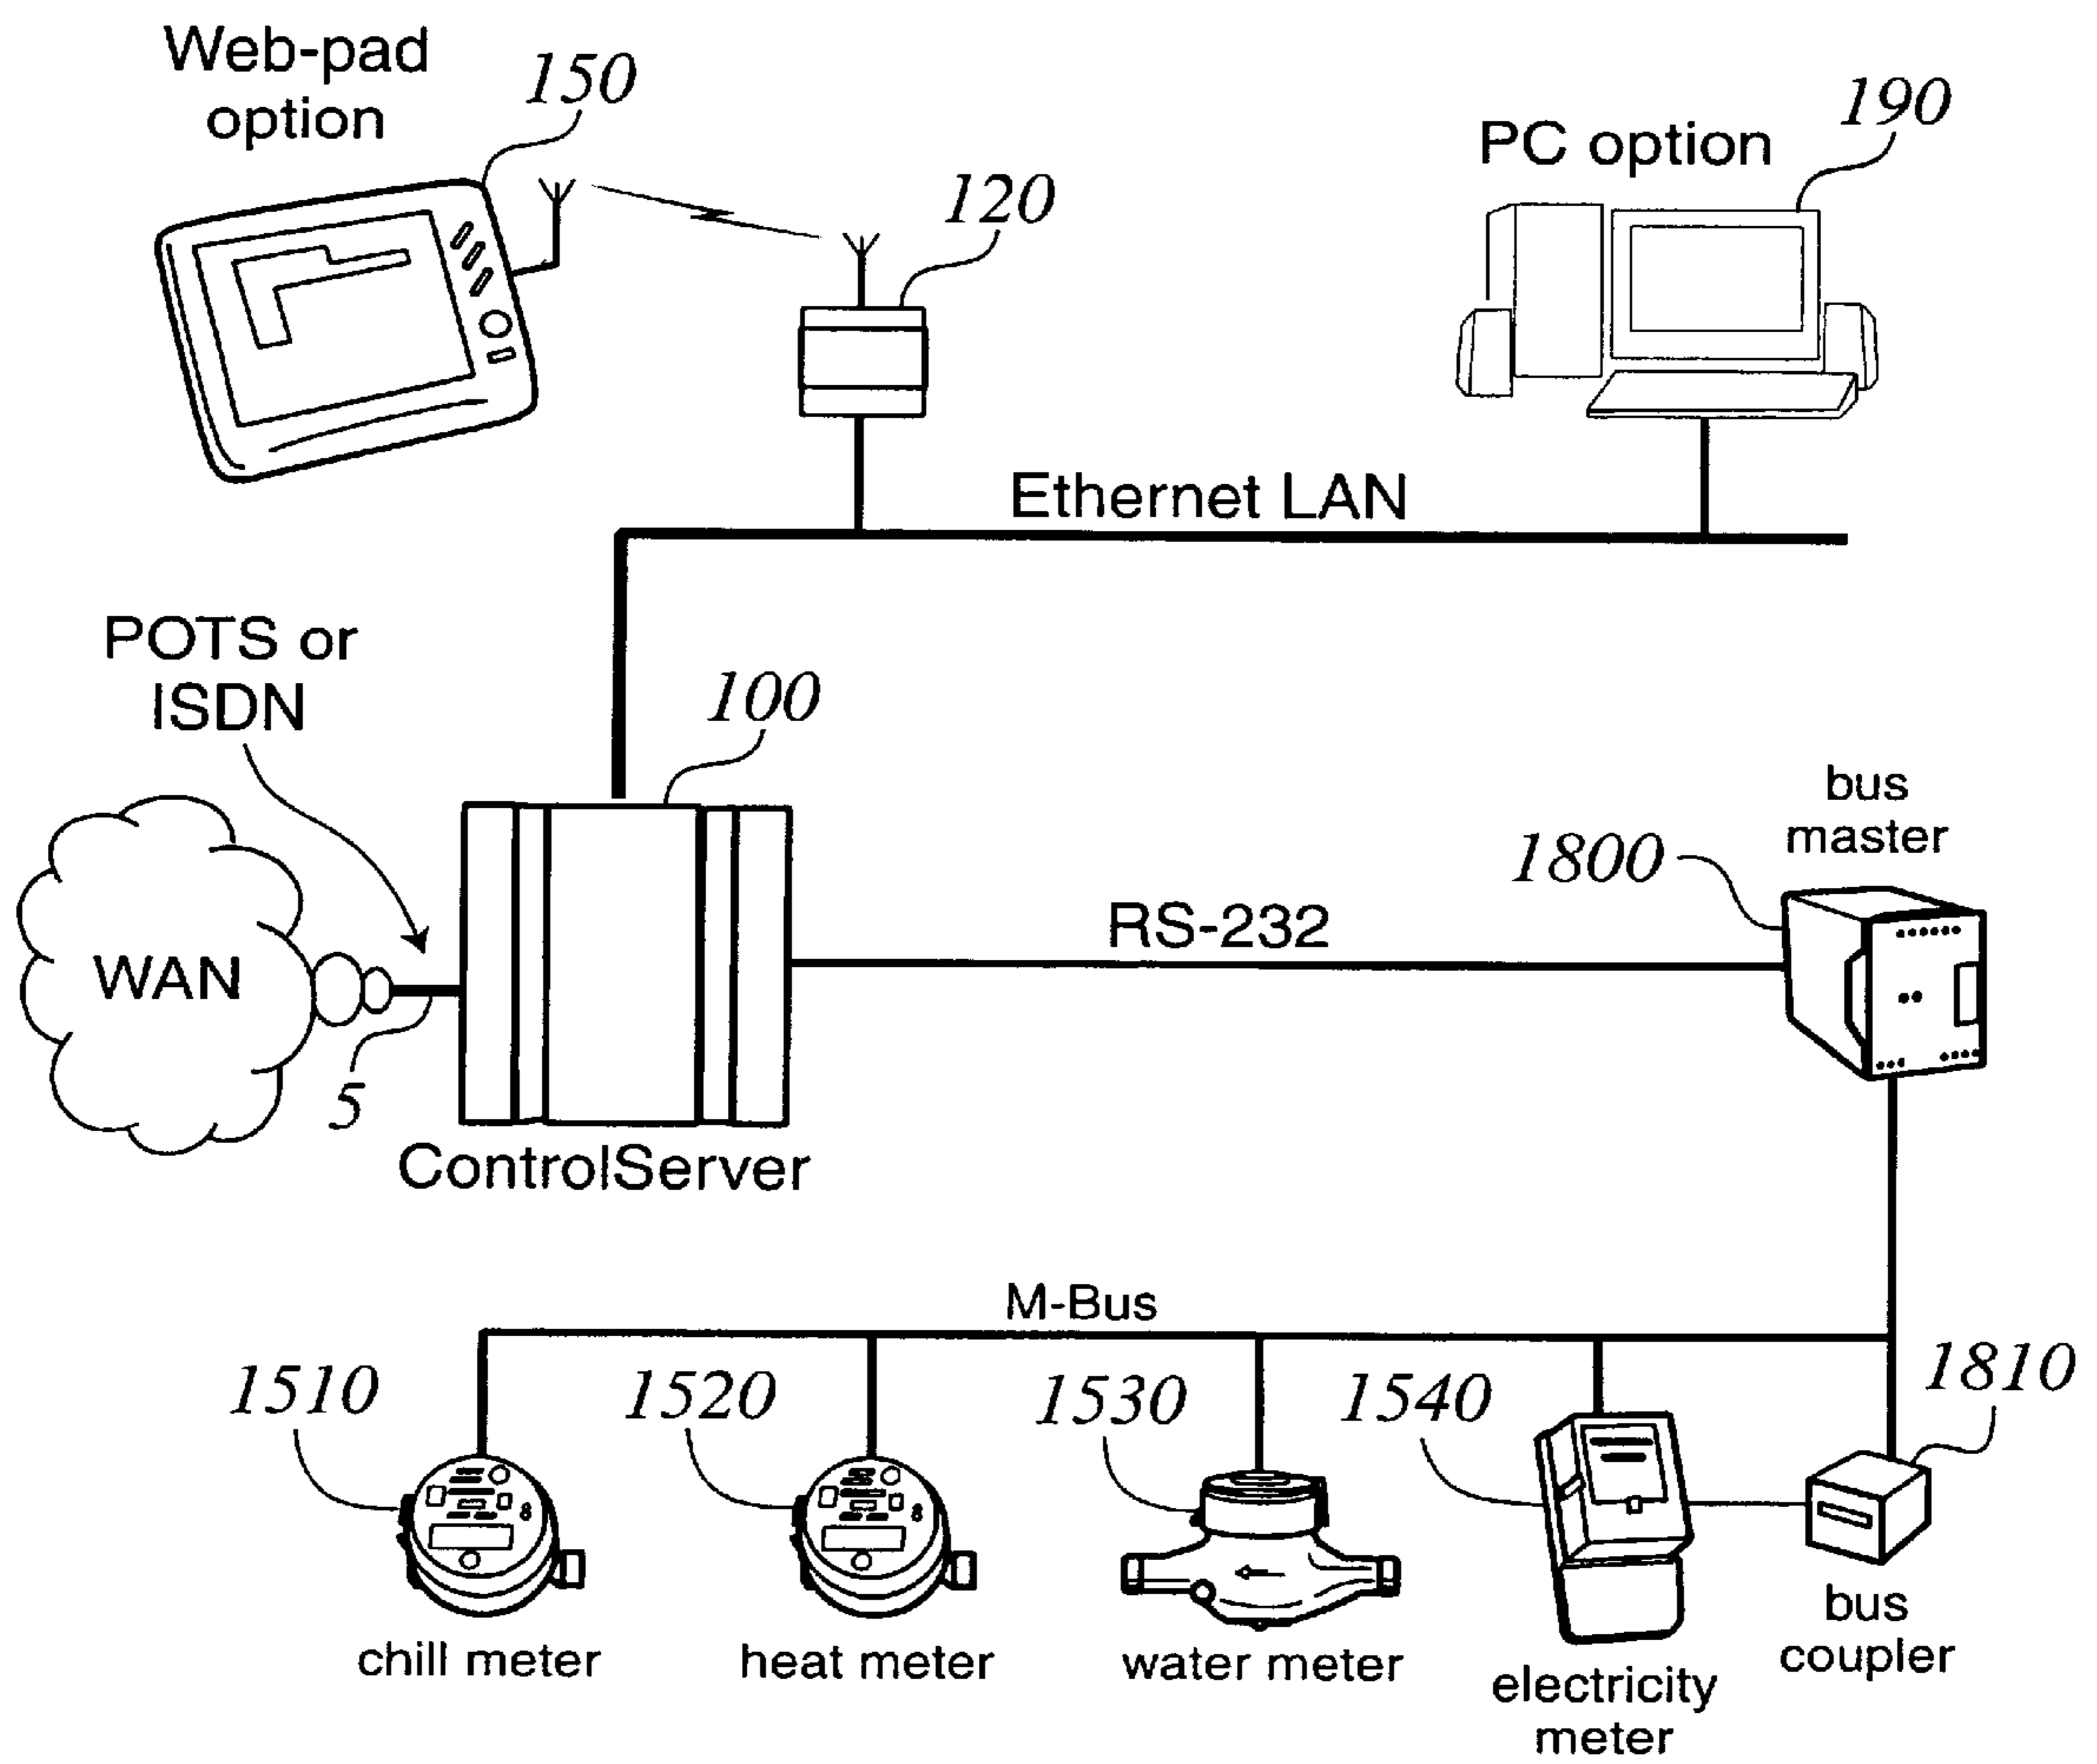 Web-pad
option
150
120
PC option
190
Ethernet LAN
POTS or
ISDN
100
WAN
5
ControlServer
RS-232
bus
master
1800
M-Bus
1510
1520
1530
1540
1810
chill meter
heat meter
water meter
electricity
meter
bus
coupler